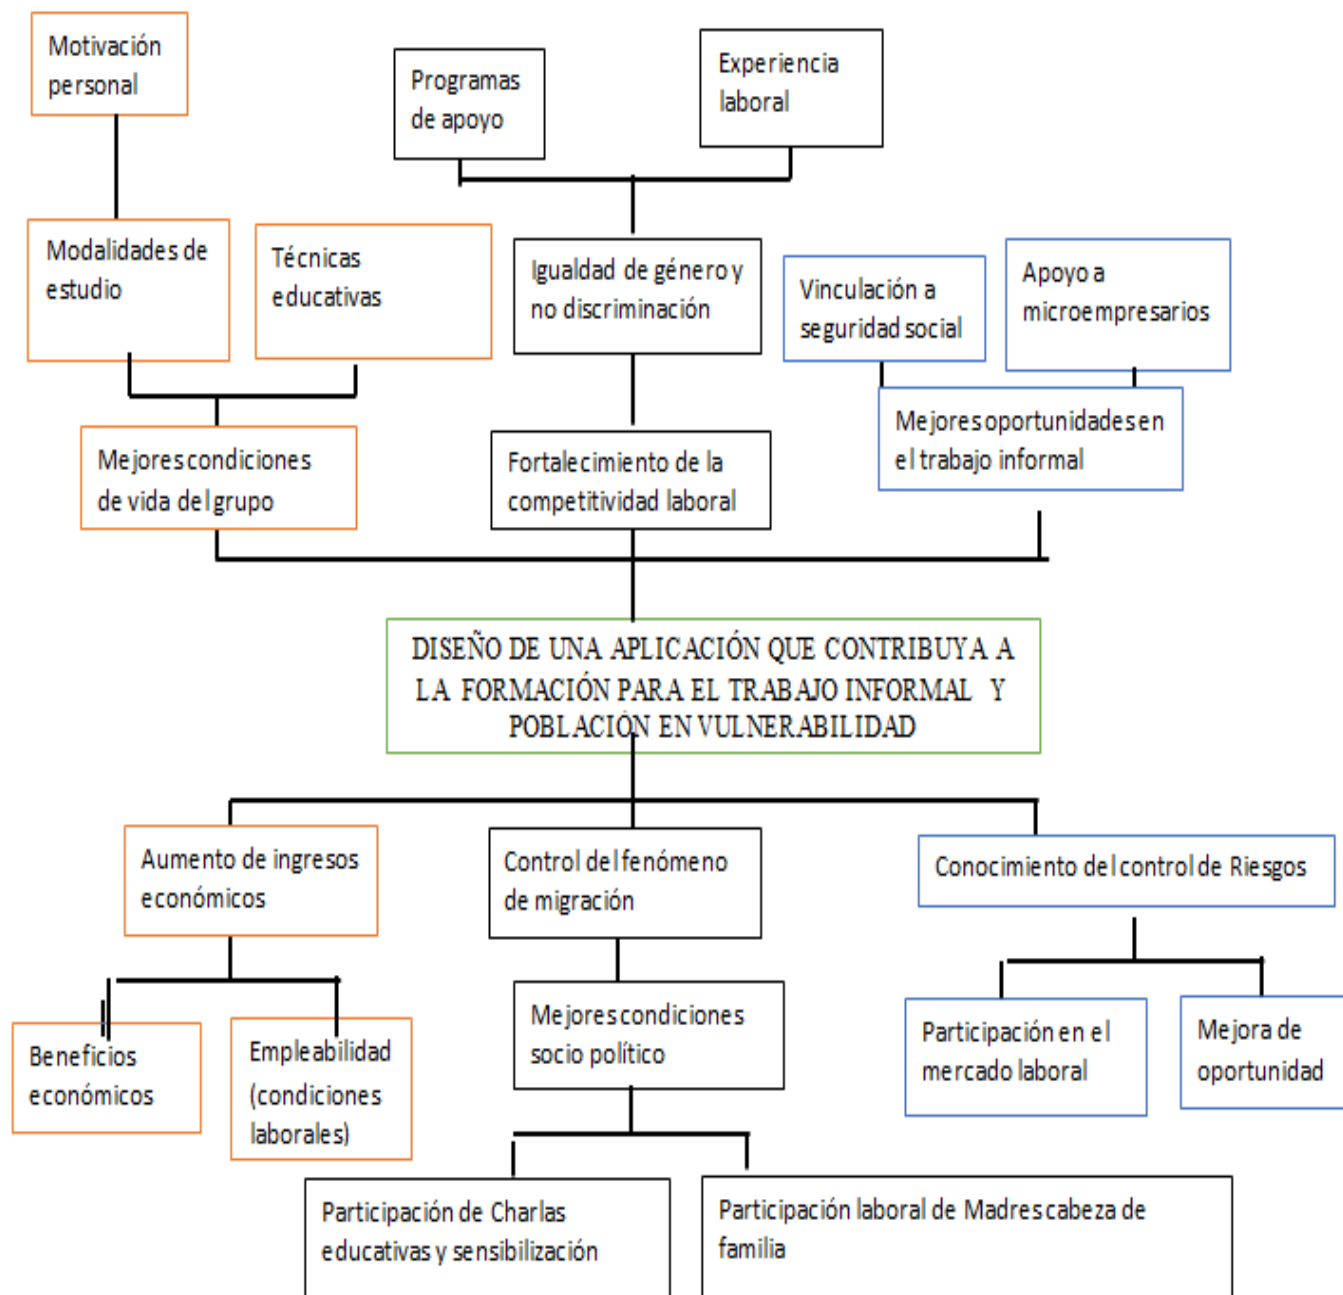 Motivación
personal
Programas
de apoyo
Experiencia
laboral
Modalidades de
estudio
Técnicas
educativas
Igualdad de género y
no discriminación
Vinculación a
seguridad social
Apoyo a
microempresarios
Mejores condiciones
de vida del grupo
Fortalecimiento de la
competitividad laboral
Mejores oportunidades en
el trabajo informal
DISEÑO DE UNA APLICACIÓN QUE CONTRIBUYA A
LA FORMACIÓN PARA EL TRABAJO INFORMAL Y
POBLACIÓN EN VULNERABILIDAD
Aumento de ingresos
económicos
Control del fenómeno
de migración
Conocimiento del control de Riesgos
Beneficios
económicos
Empleabilidad
(condiciones
laborales)
Mejores condiciones
socio político
Participación en el
mercado laboral
Mejora de
oportunidad
Participación de Charlas
educativas y sensibilización
Participación laboral de Madres cabeza de
familia